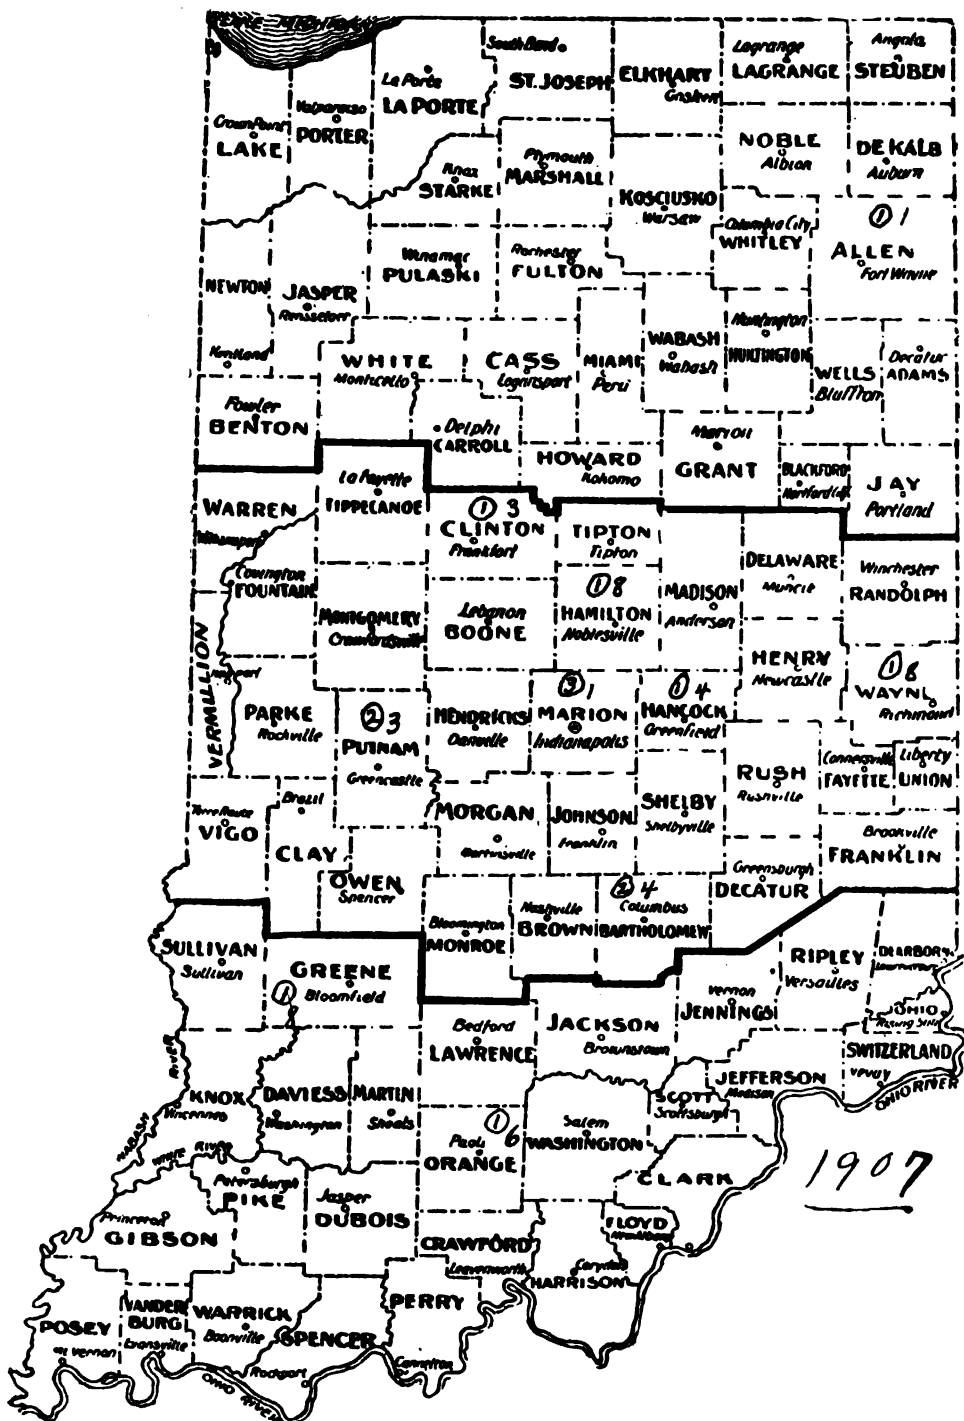 LAKE MICHIGAN
South Bend
ST. JOSEPH
ELKHART
Goshen
Lagrange
LAGRANGE
Angola
STEUBEN
La Porte
LA PORTE
Valparaiso
PORTER
Crown Point
LAKE
NOBLE
Albion
DE KALB
Auburn
Knox
STARKE
Plymouth
MARSHALL
KOSCIUSKO
Warsaw
Columbia City
WHITLEY
① 1
ALLEN
Fort Wayne
Winamac
PULASKI
Rochester
FULTON
NEWTON
Kentland
JASPER
Rensselaer
WHITE
Monticello
CASS
Logansport
MIAMI
Peru
WABASH
Wabash
Huntington
HUNTINGTON
WELLS
Bluffton
Decatur
ADAMS
Fowler
BENTON
Delphi
CARROLL
HOWARD
Kokomo
Marion
GRANT
BLACKFORD
Hartford City
JAY
Portland
WARREN
La Fayette
TIPPECANOE
① 3
CLINTON
Frankfort
TIPTON
Tipton
DELAWARE
Muncie
Winchester
RANDOLPH
Covington
FOUNTAIN
MONTGOMERY
Crawfordsville
Lebanon
BOONE
① 8
HAMILTON
Noblesville
MADISON
Anderson
HENRY
Newcastle
① 8
WAYNE
Richmond
VERMILLION
Newport
PARKE
Rockville
② 3
PUTNAM
Greencastle
HENDRICKS
Danville
③ 1
MARION
Indianapolis
① 4
HANCOCK
Greenfield
RUSH
Rushville
Connersville
FAYETTE
Liberty
UNION
Terre Haute
VIGO
Brazil
CLAY
OWEN
Spencer
MORGAN
Martinsville
JOHNSON
Franklin
SHELBY
Shelbyville
Greensburgh
DECATUR
Brookville
FRANKLIN
Bloomington
MONROE
Nashville
BROWN
② 4
Columbus
BARTHOLOMEW
SULLIVAN
Sullivan
GREENE
① 8
Bloomfield
Bedford
LAWRENCE
JACKSON
Brownstown
Vernon
JENNINGS
RIPLEY
Versailles
DEARBORN
OHIO
Rising Sun
SWITZERLAND
Vevay
OHIO RIVER
JEFFERSON
Madison
SCOTT
Scottsburgh
RIVER
WABASH
KNOX
Vincennes
DAVIESS
Washington
MARTIN
Shoals
① 6
Paoli
ORANGE
Salem
WASHINGTON
CLARK
1907
WHITE RIVER
Petersburgh
PIKE
Jasper
DUBOIS
Princeton
GIBSON
CRAWFORD
Leavenworth
FLOYD
New Albany
Corydon
HARRISON
POSEY
Mt Vernon
VANDER
BURG
Evansville
WARRICK
Boonville
SPENCER
Rockport
PERRY
Cannelton
OHIO RIVER